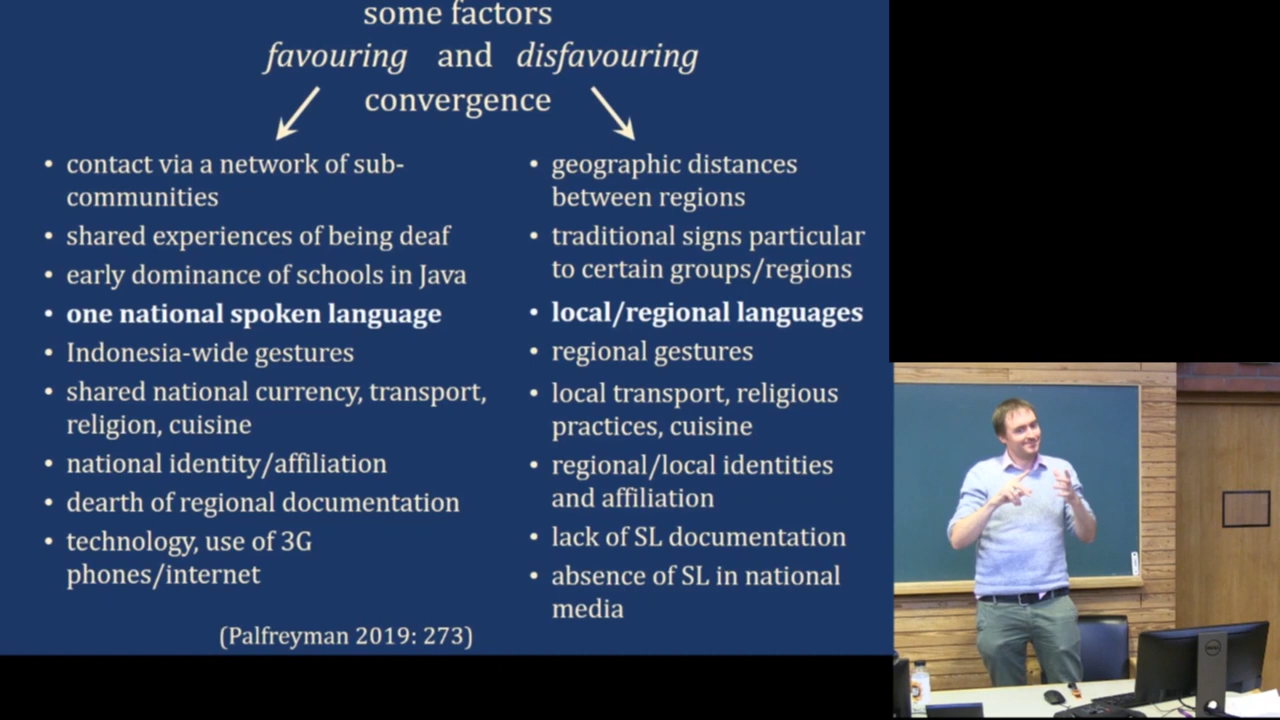 some factors
favouring and disfavouring
convergence
• contact via a network of sub-
communities
• shared experiences of being deaf
• early dominance of schools in Java
• one national spoken language
• Indonesia-wide gestures
• shared national currency, transport,
religion, cuisine
• national identity/affiliation
• dearth of regional documentation
• technology, use of 3G
phones/internet
• geographic distances
between regions
• traditional signs particular
to certain groups/regions
• local/regional languages
• regional gestures
• local transport, religious
practices, cuisine
• regional/local identities
and affiliation
• lack of SL documentation
• absence of SL in national
media
(Palfreyman 2019: 273)
DELL